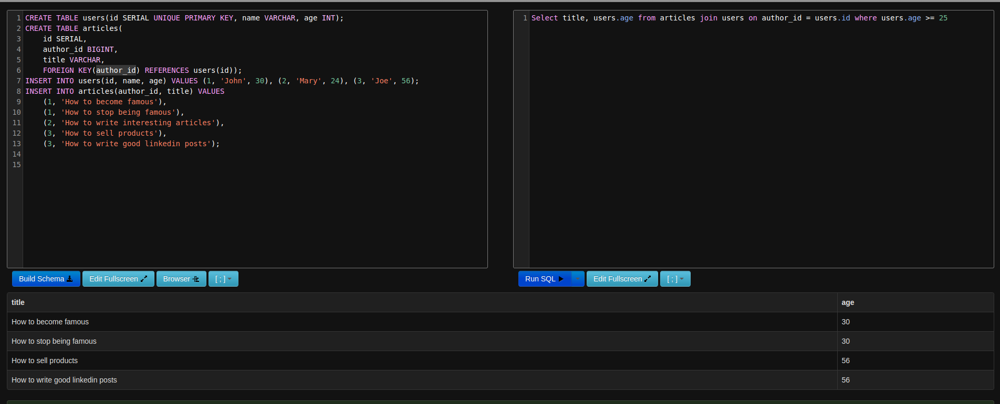 1 CREATE TABLE users(id SERIAL UNIQUE PRIMARY KEY, name VARCHAR, age INT);
2 CREATE TABLE articles(
3     id SERIAL,
4     author_id BIGINT,
5     title VARCHAR,
6     FOREIGN KEY(author_id) REFERENCES users(id));
7 INSERT INTO users(id, name, age) VALUES (1, 'John', 30), (2, 'Mary', 24), (3, 'Joe', 56);
8 INSERT INTO articles(author_id, title) VALUES
9     (1, 'How to become famous'),
10     (1, 'How to stop being famous'),
11     (2, 'How to write interesting articles'),
12     (3, 'How to sell products'),
13     (3, 'How to write good linkedin posts');
14
15
1 Select title, users.age from articles join users on author_id = users.id where users.age >= 25
Build Schema Edit Fullscreen Browser [ ; ]
Run SQL Edit Fullscreen [ ; ]
title age
How to become famous 30
How to stop being famous 30
How to sell products 56
How to write good linkedin posts 56